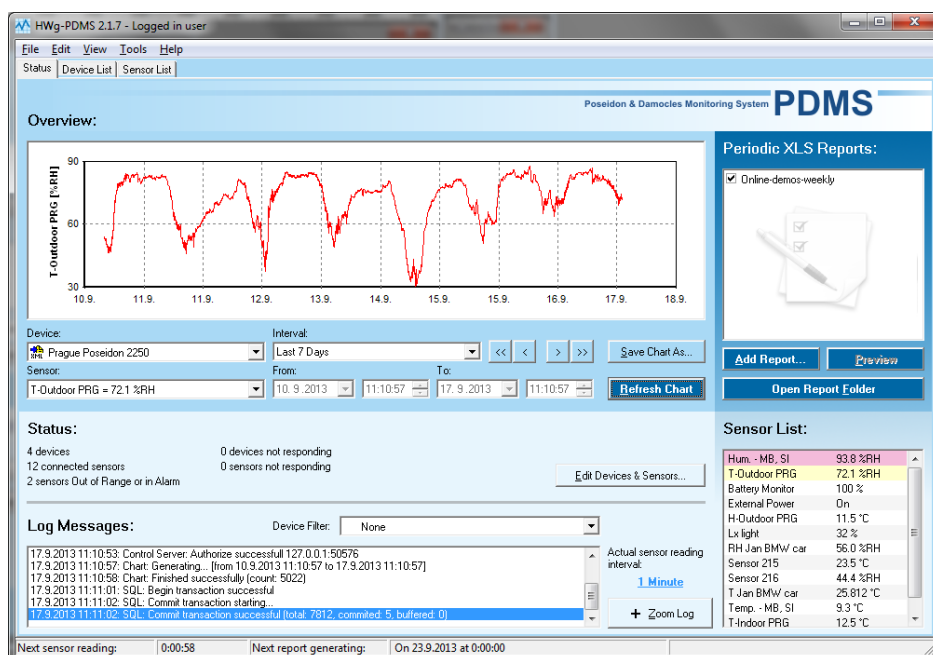 HWg-PDMS 2.1.7 - Logged in user
File Edit View Tools Help
Status Device List Sensor List
Poseidon & Damocles Monitoring System PDMS
Overview:
T-Outdoor PRG [%RH]
90
60
30
10.9. 11.9. 11.9. 12.9. 13.9. 14.9. 15.9. 15.9. 16.9. 17.9. 18.9.
Device: Interval:
XML Prague Poseidon 2250 Last 7 Days << < > >> Save Chart As...
Sensor: From: To:
T-Outdoor PRG = 72.1 %RH 10. 9.2013 11:10:57 17. 9.2013 11:10:57 Refresh Chart
Periodic XLS Reports:
Online-demos-weekly
Add Report... Preview
Open Report Folder
Status:
4 devices 0 devices not responding
12 connected sensors 0 sensors not responding
2 sensors Out of Range or in Alarm
Edit Devices & Sensors...
Log Messages: Device Filter: None
17.9.2013 11:10:53: Control Server: Authorize successfull 127.0.0.1:50576
17.9.2013 11:10:57: Chart: Generating... [from 10.9.2013 11:10:57 to 17.9.2013 11:10:57]
17.9.2013 11:10:58: Chart: Finished successfully (count: 5022)
17.9.2013 11:11:01: SQL: Begin transaction successful
17.9.2013 11:11:02: SQL: Commit transaction starting...
17.9.2013 11:11:02: SQL: Commit transaction successful (total: 7812, commited: 5, buffered: 0)
Actual sensor reading
interval:
1 Minute
+ Zoom Log
Sensor List:
Hum. - MB, SI 93.8 %RH
T-Outdoor PRG 72.1 %RH
Battery Monitor 100 %
External Power On
H-Outdoor PRG 11.5 °C
Lx light 32 %
RH Jan BMW car 56.0 %RH
Sensor 215 23.5 °C
Sensor 216 44.4 %RH
T Jan BMW car 25.812 °C
Temp. - MB, SI 9.3 °C
T-Indoor PRG 12.5 °C
Next sensor reading: 0:00:58 Next report generating: On 23.9.2013 at 0:00:00